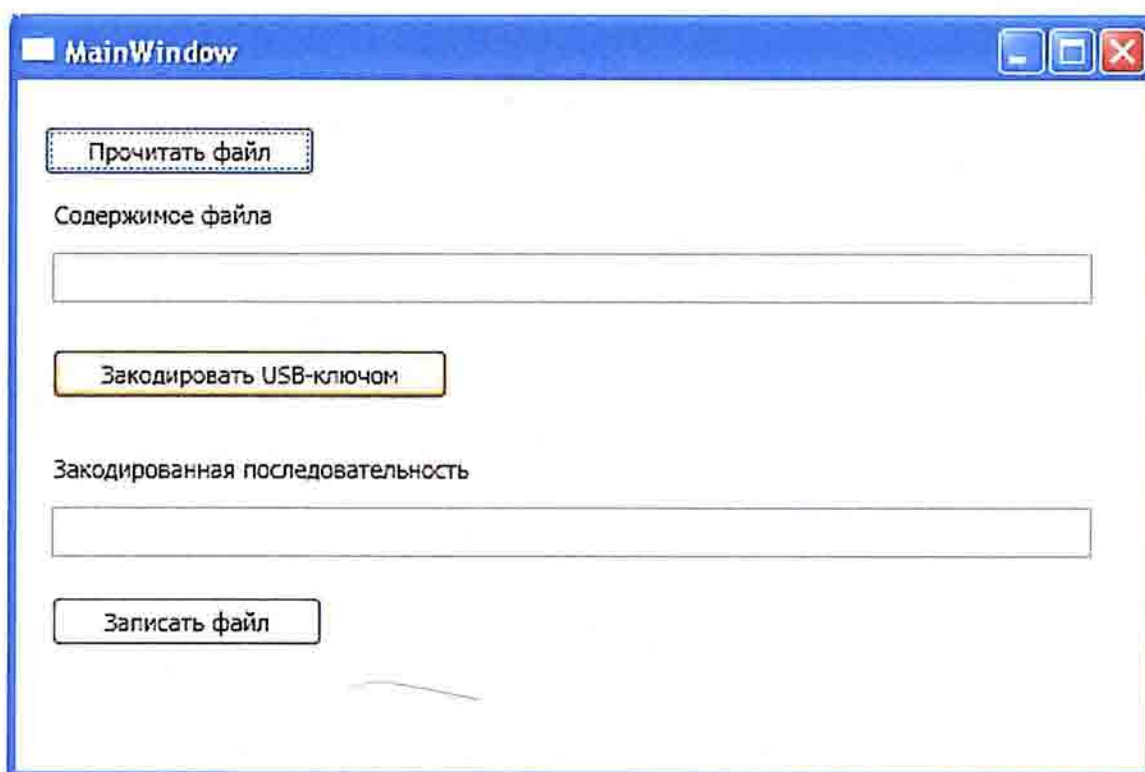 MainWindow
Прочитать файл
Содержимое файла
Закодировать USB-ключом
Закодированная последовательность
Записать файл